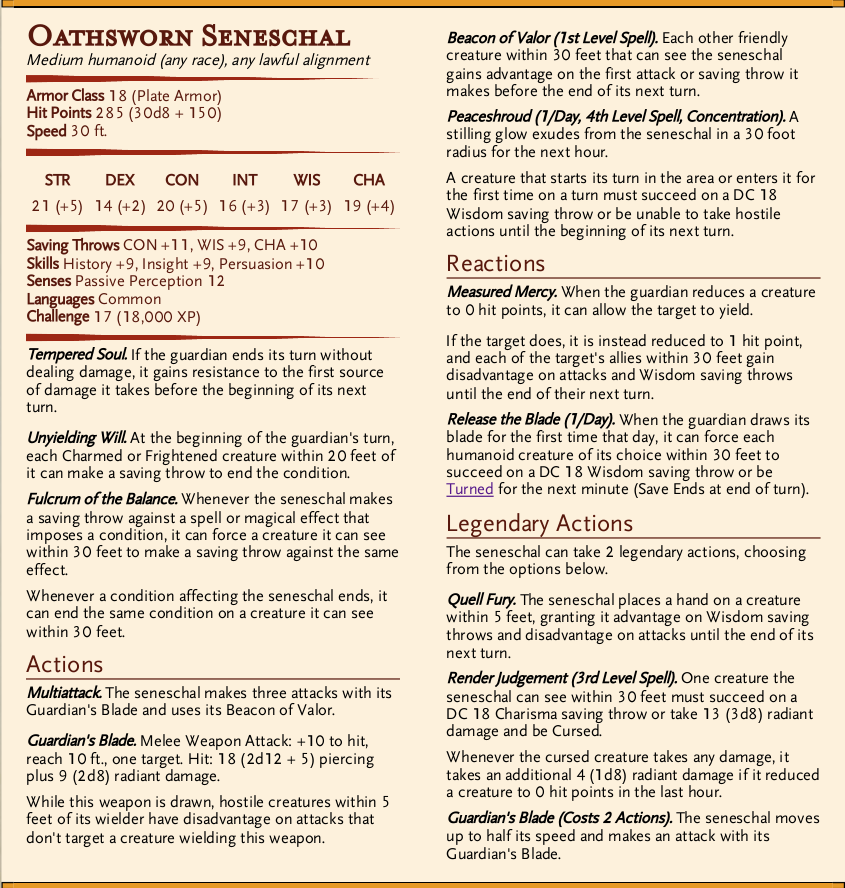 Oathsworn Seneschal
Medium humanoid (any race), any lawful alignment
Armor Class 18 (Plate Armor)
Hit Points 285 (30d8 + 150)
Speed 30 ft.
STR DEX CON INT WIS CHA
21 (+5) 14 (+2) 20 (+5) 16 (+3) 17 (+3) 19 (+4)
Saving Throws CON +11, WIS +9, CHA +10
Skills History +9, Insight +9, Persuasion +10
Senses Passive Perception 12
Languages Common
Challenge 17 (18,000 XP)
Tempered Soul. If the guardian ends its turn without
dealing damage, it gains resistance to the first source
of damage it takes before the beginning of its next
turn.
Unyielding Will. At the beginning of the guardian's turn,
each Charmed or Frightened creature within 20 feet of
it can make a saving throw to end the condition.
Fulcrum of the Balance. Whenever the seneschal makes
a saving throw against a spell or magical effect that
imposes a condition, it can force a creature it can see
within 30 feet to make a saving throw against the same
effect.
Whenever a condition affecting the seneschal ends, it
can end the same condition on a creature it can see
within 30 feet.
Actions
Multiattack. The seneschal makes three attacks with its
Guardian's Blade and uses its Beacon of Valor.
Guardian's Blade. Melee Weapon Attack: +10 to hit,
reach 10 ft., one target. Hit: 18 (2d12 + 5) piercing
plus 9 (2d8) radiant damage.
While this weapon is drawn, hostile creatures within 5
feet of its wielder have disadvantage on attacks that
don't target a creature wielding this weapon.
Beacon of Valor (1st Level Spell). Each other friendly
creature within 30 feet that can see the seneschal
gains advantage on the first attack or saving throw it
makes before the end of its next turn.
Peaceshroud (1/Day, 4th Level Spell, Concentration). A
stilling glow exudes from the seneschal in a 30 foot
radius for the next hour.
A creature that starts its turn in the area or enters it for
the first time on a turn must succeed on a DC 18
Wisdom saving throw or be unable to take hostile
actions until the beginning of its next turn.
Reactions
Measured Mercy. When the guardian reduces a creature
to 0 hit points, it can allow the target to yield.
If the target does, it is instead reduced to 1 hit point,
and each of the target's allies within 30 feet gain
disadvantage on attacks and Wisdom saving throws
until the end of their next turn.
Release the Blade (1/Day). When the guardian draws its
blade for the first time that day, it can force each
humanoid creature of its choice within 30 feet to
succeed on a DC 18 Wisdom saving throw or be
Turned for the next minute (Save Ends at end of turn).
Legendary Actions
The seneschal can take 2 legendary actions, choosing
from the options below.
Quell Fury. The seneschal places a hand on a creature
within 5 feet, granting it advantage on Wisdom saving
throws and disadvantage on attacks until the end of its
next turn.
Render Judgement (3rd Level Spell). One creature the
seneschal can see within 30 feet must succeed on a
DC 18 Charisma saving throw or take 13 (3d8) radiant
damage and be Cursed.
Whenever the cursed creature takes any damage, it
takes an additional 4 (1d8) radiant damage if it reduced
a creature to 0 hit points in the last hour.
Guardian's Blade (Costs 2 Actions). The seneschal moves
up to half its speed and makes an attack with its
Guardian's Blade.